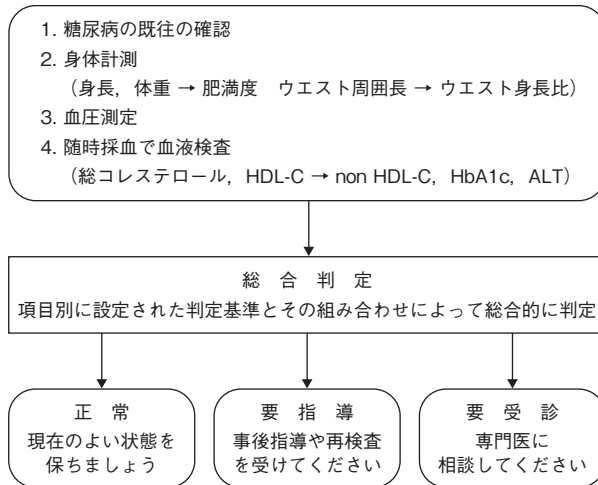 1. 糖尿病の既往の確認
2. 身体計測
（身長，体重 → 肥満度　ウエスト周囲長 → ウエスト身長比）
3. 血圧測定
4. 随時採血で血液検査
（総コレステロール，HDL-C → non HDL-C，HbA1c，ALT）
総　合　判　定
項目別に設定された判定基準とその組み合わせによって総合的に判定
正　常
現在のよい状態を
保ちましょう
要　指　導
事後指導や再検査
を受けてください
要　受　診
専門医に
相談してください